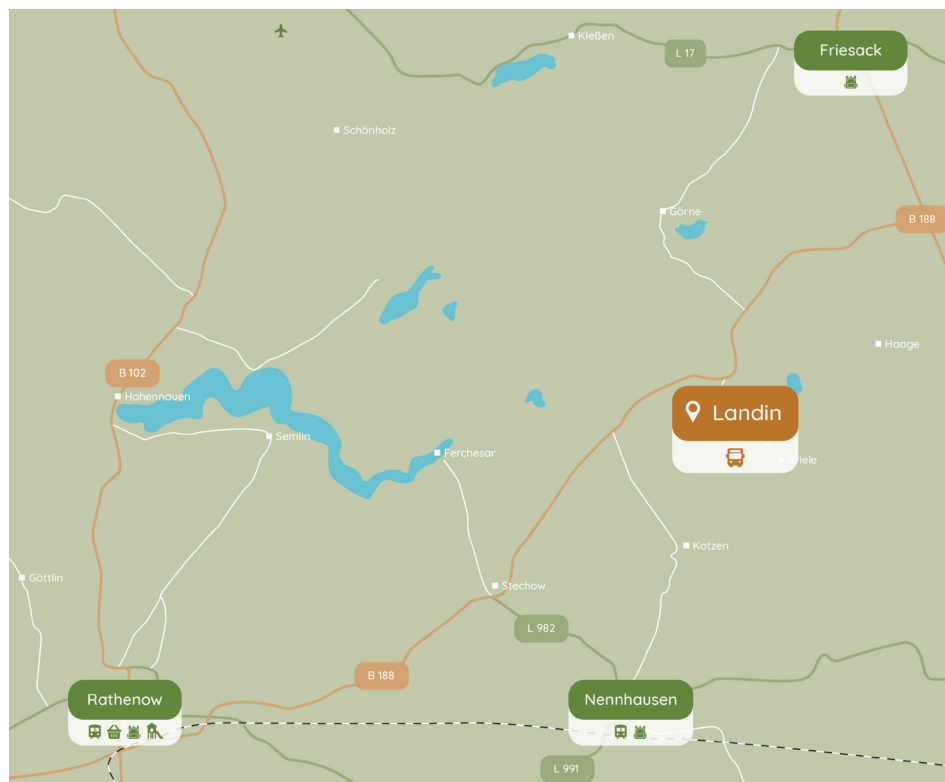 Kleßen
L 17
Friesack
Schönholz
Görne
B 188
Haage
B 102
Hohennauen
Landin
Semlin
Ferchesar
Kotzen
Göttlin
Stechow
L 982
B 188
Rathenow
Nennhausen
L 991